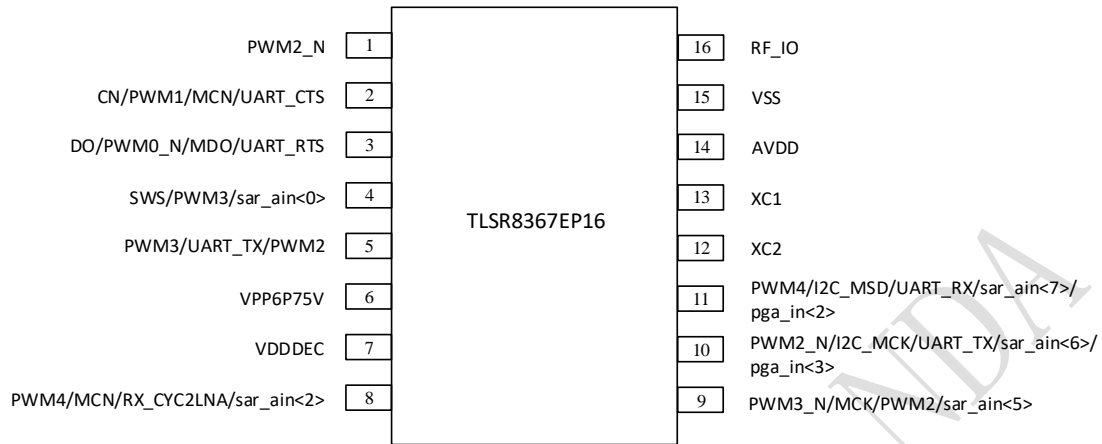 PWM2_N 1
CN/PWM1/MCN/UART_CTS 2
DO/PWM0_N/MDO/UART_RTS 3
SWS/PWM3/sar_ain<0> 4
PWM3/UART_TX/PWM2 5
VPP6P75V 6
VDDDEC 7
PWM4/MCN/RX_CYC2LNA/sar_ain<2> 8
TLSR8367EP16
16 RF_IO
15 VSS
14 AVDD
13 XC1
12 XC2
11 PWM4/I2C_MSD/UART_RX/sar_ain<7>/
pga_in<2>
10 PWM2_N/I2C_MCK/UART_TX/sar_ain<6>/
pga_in<3>
9 PWM3_N/MCK/PWM2/sar_ain<5>
NDA